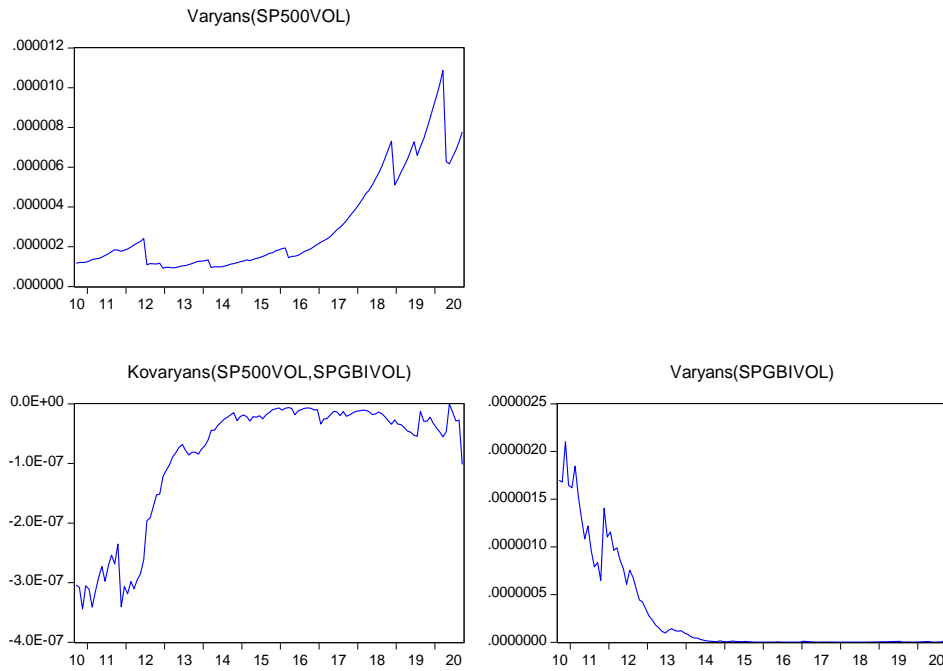 Varyans(SP500VOL)
.000012
.000010
.000008
.000006
.000004
.000002
.000000
10 11 12 13 14 15 16 17 18 19 20
Kovaryans(SP500VOL,SPGBIVOL)
0.0E+00
-1.0E-07
-2.0E-07
-3.0E-07
-4.0E-07
10 11 12 13 14 15 16 17 18 19 20
Varyans(SPGBIVOL)
.0000025
.0000020
.0000015
.0000010
.0000005
.0000000
10 11 12 13 14 15 16 17 18 19 20